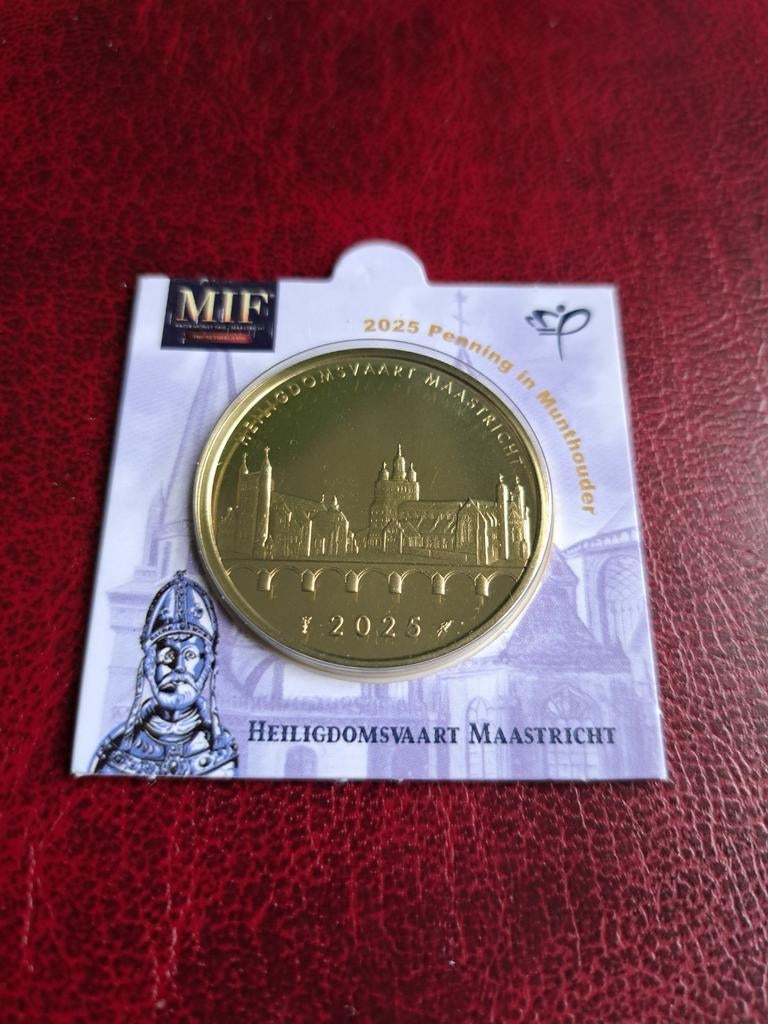 MIF
2025 Penning in Munthouder
HEILIGDOMSVAART MAASTRICHT
2025
HEILIGDOMSVAART MAASTRICHT